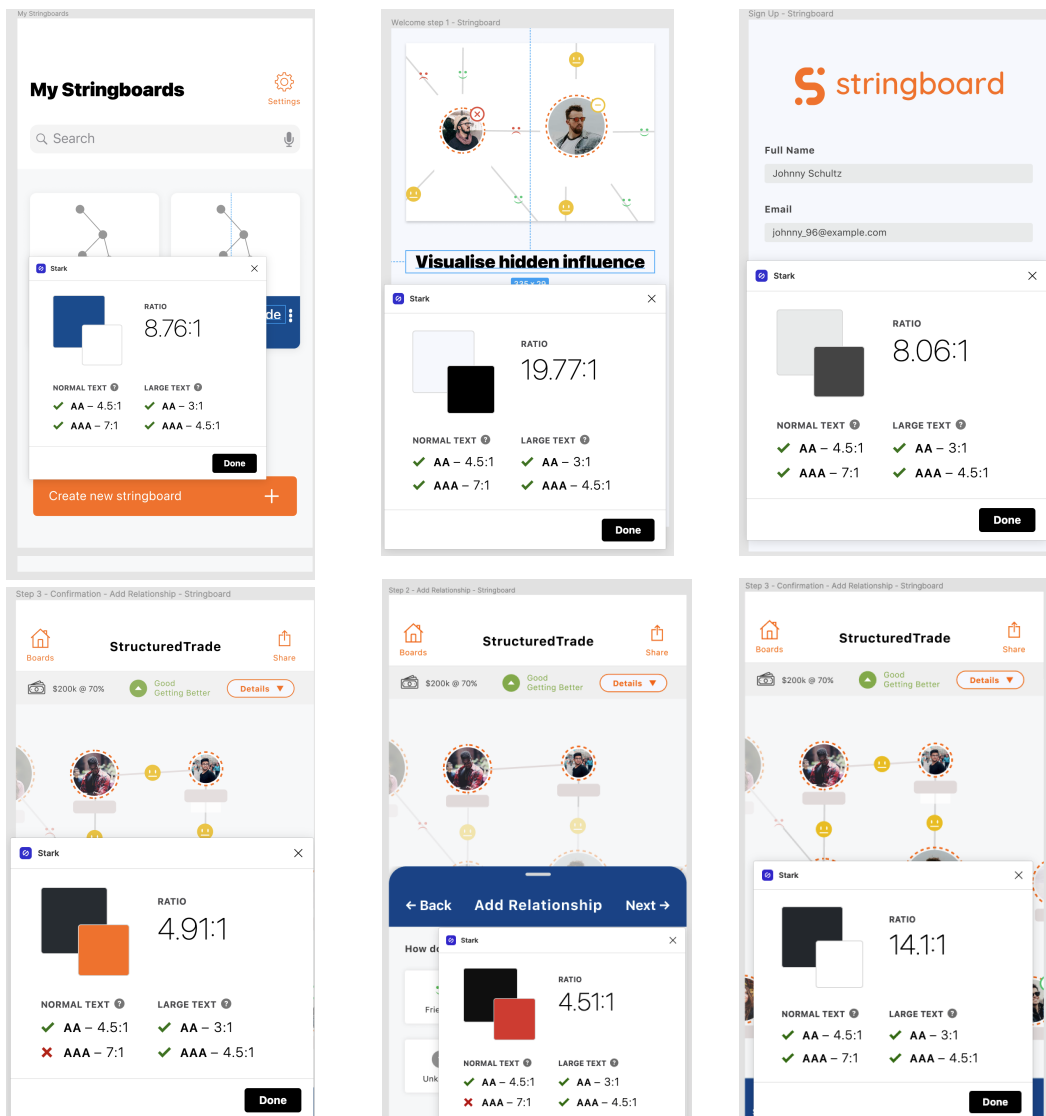 My Stringboards
My Stringboards
Settings
Search
de
Stark
RATIO
8.76:1
NORMAL TEXT ?
LARGE TEXT ?
AA – 4.5:1
AA – 3:1
AAA – 7:1
AAA – 4.5:1
Done
Create new stringboard
Welcome step 1 - Stringboard
Visualise hidden influence
Stark
RATIO
19.77:1
NORMAL TEXT ?
LARGE TEXT ?
AA – 4.5:1
AA – 3:1
AAA – 7:1
AAA – 4.5:1
Done
Sign Up - Stringboard
stringboard
Full Name
Johnny Schultz
Email
johnny_96@example.com
Stark
RATIO
8.06:1
NORMAL TEXT ?
LARGE TEXT ?
AA – 4.5:1
AA – 3:1
AAA – 7:1
AAA – 4.5:1
Done
Step 3 - Confirmation - Add Relationship - Stringboard
Boards
StructuredTrade
Share
$200k @ 70%
Good
Getting Better
Details ▼
Stark
RATIO
4.91:1
NORMAL TEXT ?
LARGE TEXT ?
AA – 4.5:1
AA – 3:1
AAA – 7:1
AAA – 4.5:1
Done
Step 2 - Add Relationship - Stringboard
Boards
StructuredTrade
Share
$200k @ 70%
Good
Getting Better
Details ▼
← Back
Add Relationship
Next →
How d
Stark
Frie
Unk
RATIO
4.51:1
NORMAL TEXT ?
LARGE TEXT ?
AA – 4.5:1
AA – 3:1
AAA – 7:1
AAA – 4.5:1
Step 3 - Confirmation - Add Relationship - Stringboard
Boards
StructuredTrade
Share
$200k @ 70%
Good
Getting Better
Details ▼
Stark
RATIO
14.1:1
NORMAL TEXT ?
LARGE TEXT ?
AA – 4.5:1
AA – 3:1
AAA – 7:1
AAA – 4.5:1
Done